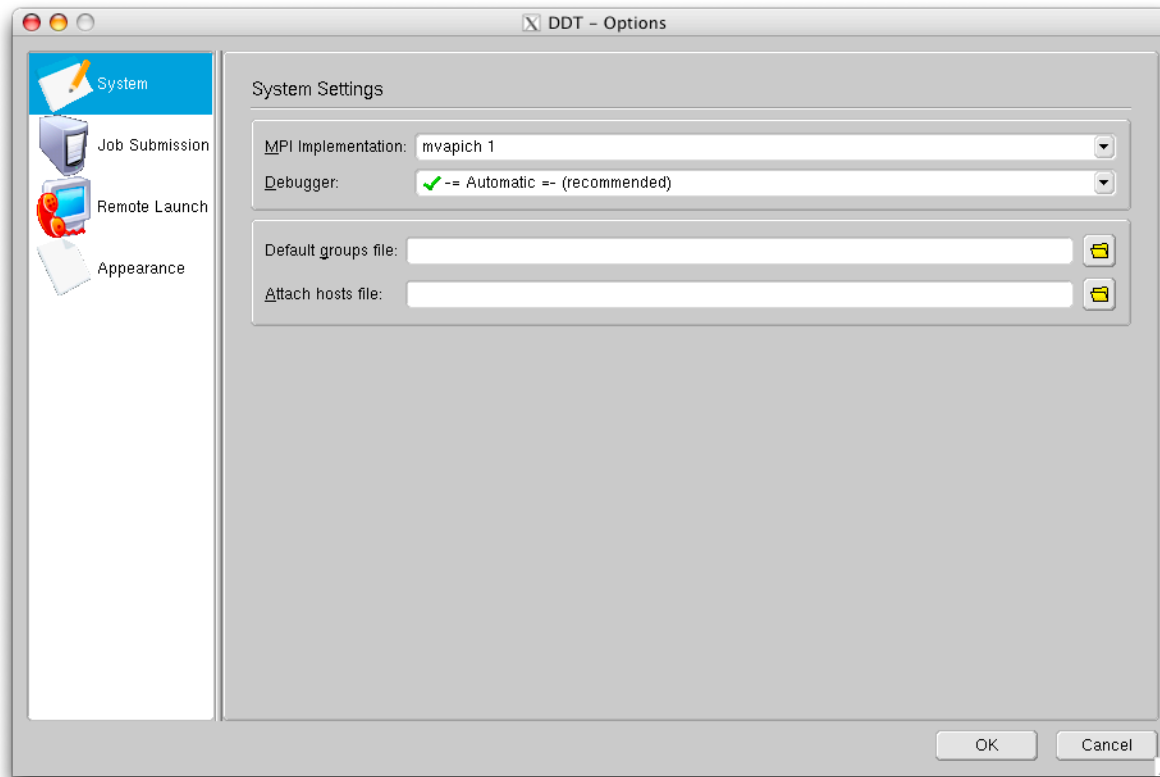 DDT – Options
System
Job Submission
Remote Launch
Appearance
System Settings
MPI Implementation: mvapich 1
Debugger: -= Automatic =- (recommended)
Default groups file:
Attach hosts file:
OK Cancel